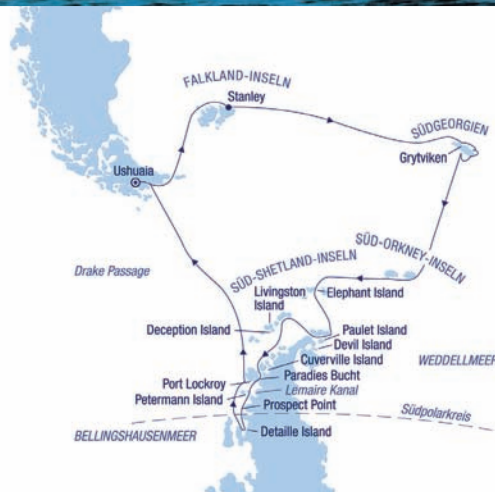 FALKLAND-INSELN
Stanley
SÜDGEORGIEN
Grytviken
Ushuaia
SÜD-ORKNEY-INSELN
SÜD-SHETLAND-INSELN
Drake Passage
Livingston
Island
Elephant Island
Deception Island
Paulet Island
Devil Island
Cuverville Island
WEDDELLMEER
Port Lockroy
Paradies Bucht
Petermann Island
Lemaire Kanal
Prospect Point
Südpolarkreis
BELLINGSHAUSENMEER
Detaille Island